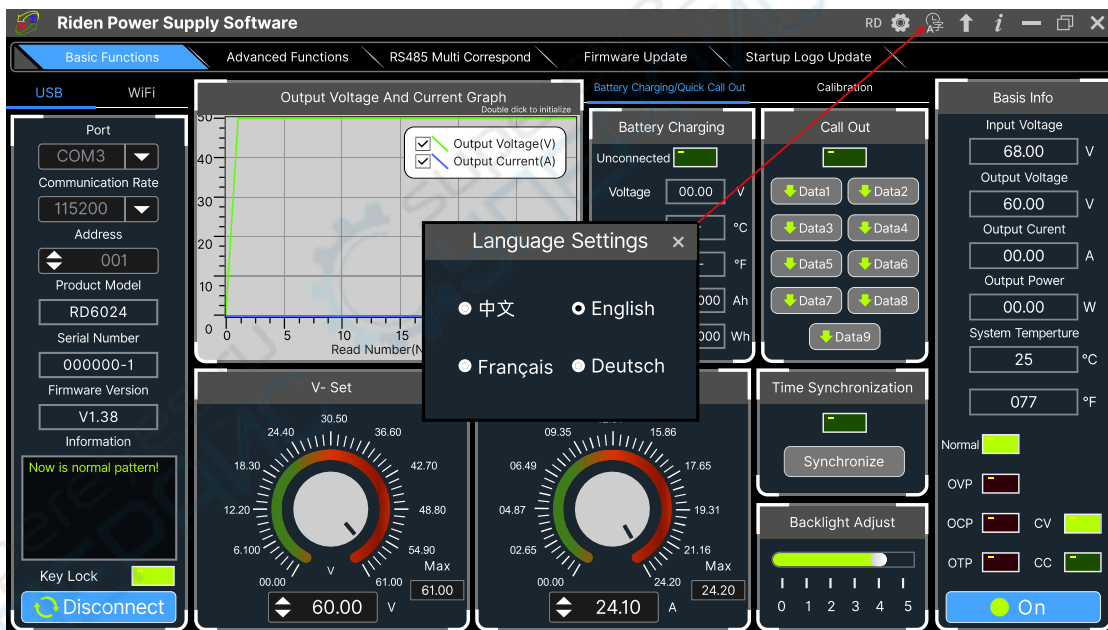 Riden Power Supply Software
RD
Basic Functions
Advanced Functions
RS485 Multi Correspond
Firmware Update
Startup Logo Update
USB
WiFi
Port
COM3
Communication Rate
115200
Address
001
Product Model
RD6024
Serial Number
000000-1
Firmware Version
V1.38
Information
Now is normal pattern!
Key Lock
Disconnect
Output Voltage And Current Graph
Double dick to initialize
Output Voltage(V)
Output Current(A)
50
40
30
20
10
0
0 5 10 15
Read Number(N
Battery Charging/Quick Call Out
Calibration
Battery Charging
Unconnected
Voltage 00.00 V
°C
°F
000 Ah
000 Wh
Call Out
Data1 Data2
Data3 Data4
Data5 Data6
Data7 Data8
Data9
Language Settings
中文 English
Français Deutsch
V- Set
30.50
24.40 36.60
18.30 42.70
12.20 48.80
6.100 54.90
00.00 V 61.00
Max
61.00
60.00 V
09.35 15.86
06.49 17.65
04.87 19.31
02.65 21.16
00.00 24.20
Max
24.20
24.10 A
Time Synchronization
Synchronize
Backlight Adjust
0 1 2 3 4 5
Basis Info
Input Voltage
68.00 V
Output Voltage
60.00 V
Output Curent
00.00 A
Output Power
00.00 W
System Temperture
25 °C
077 °F
Normal
OVP
OCP CV
OTP CC
On